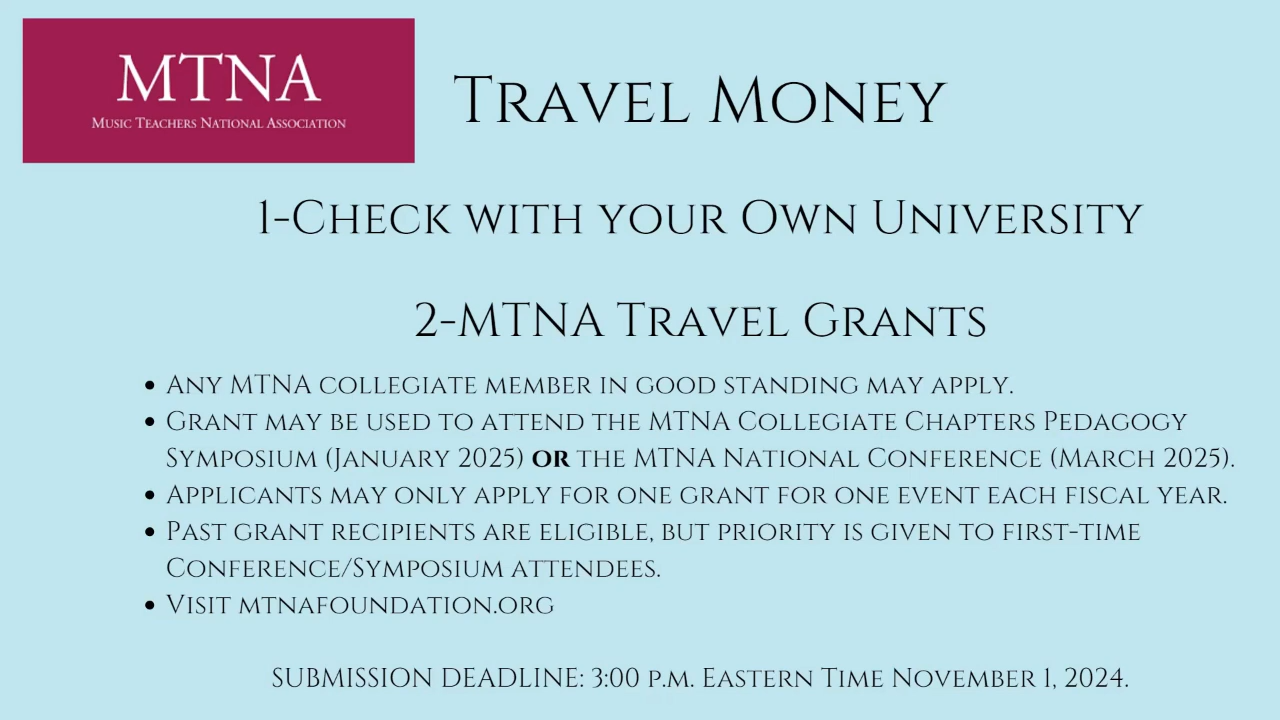 MTNA
Music Teachers National Association
Travel Money
1-Check with your Own University
2-MTNA Travel Grants
• Any MTNA collegiate member in good standing may apply.
• Grant may be used to attend the MTNA Collegiate Chapters Pedagogy
Symposium (January 2025) or the MTNA National Conference (March 2025).
• Applicants may only apply for one grant for one event each fiscal year.
• Past grant recipients are eligible, but priority is given to first-time
Conference/Symposium attendees.
• Visit mtnafoundation.org
SUBMISSION DEADLINE: 3:00 p.m. Eastern Time November 1, 2024.